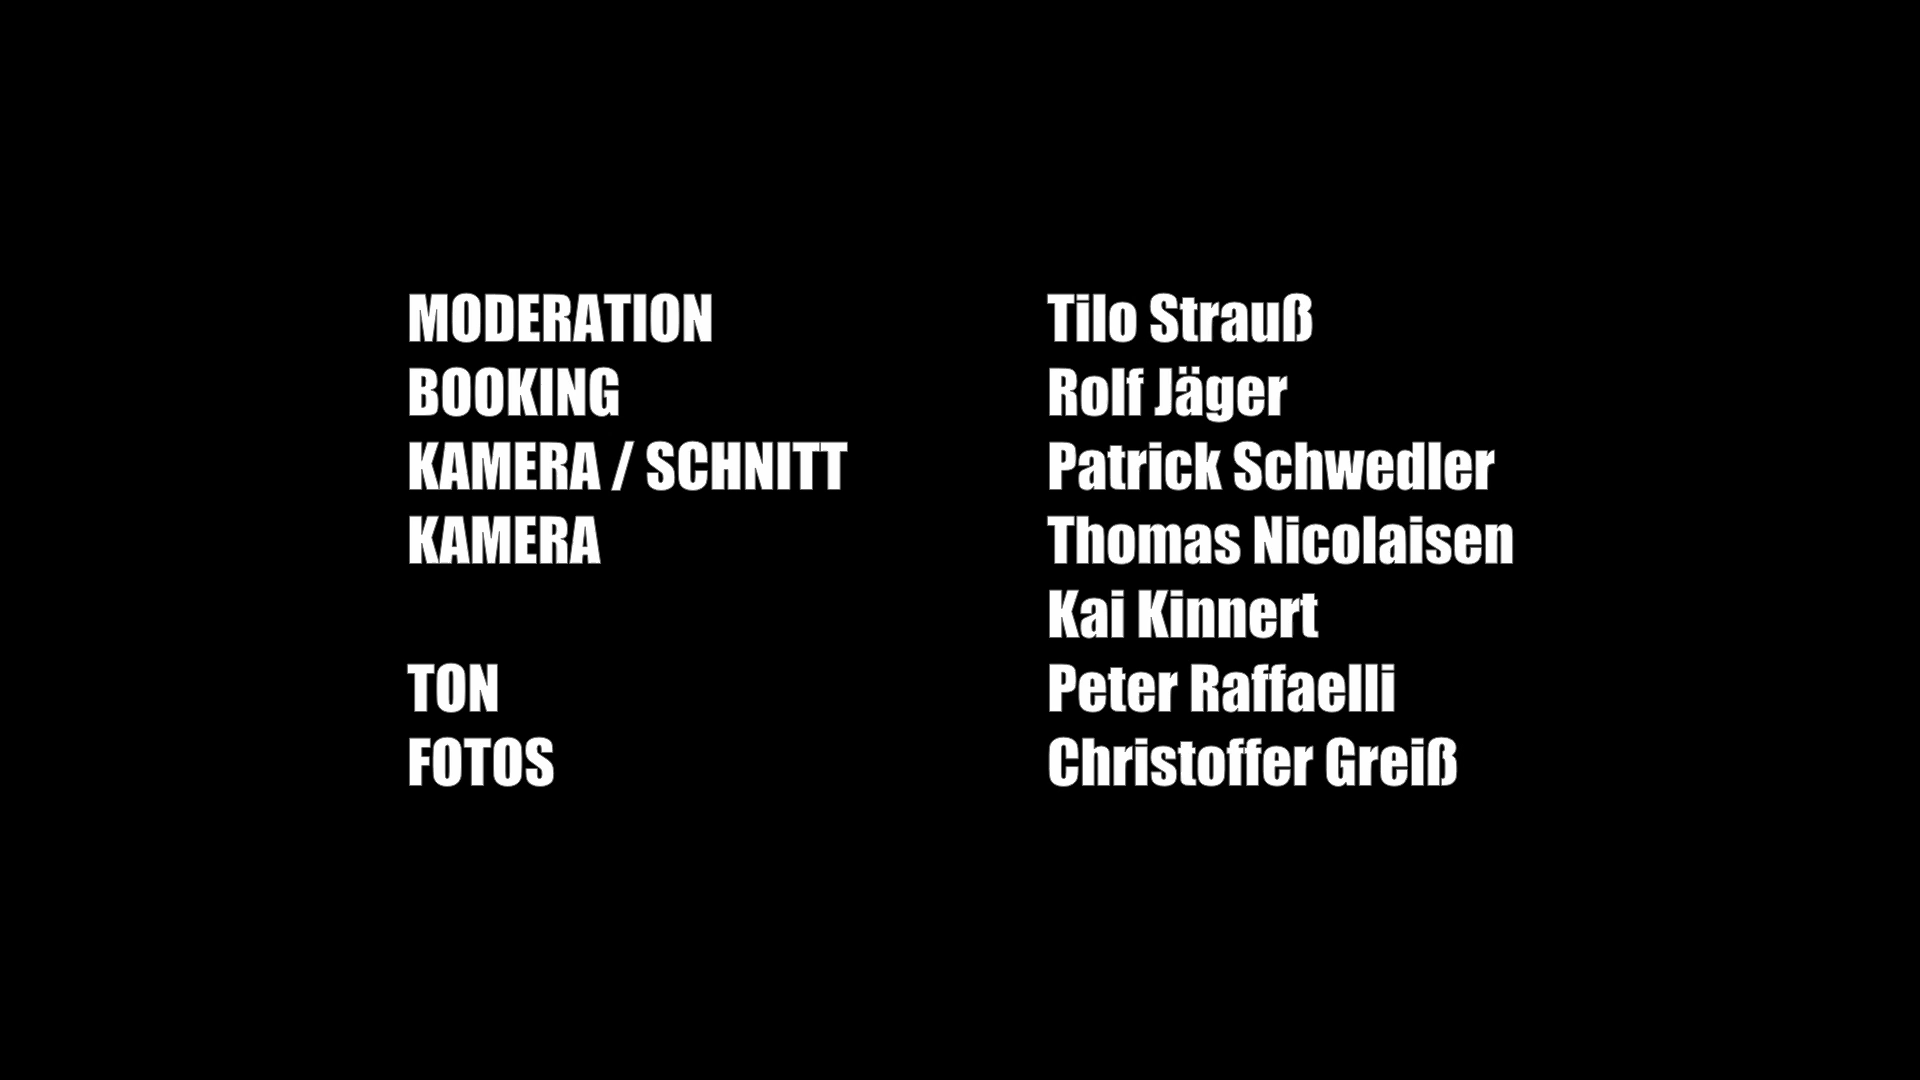 MODERATION Tilo Strauß
BOOKING Rolf Jäger
KAMERA / SCHNITT Patrick Schwedler
KAMERA Thomas Nicolaisen
Kai Kinnert
TON Peter Raffaelli
FOTOS Christoffer Greiß